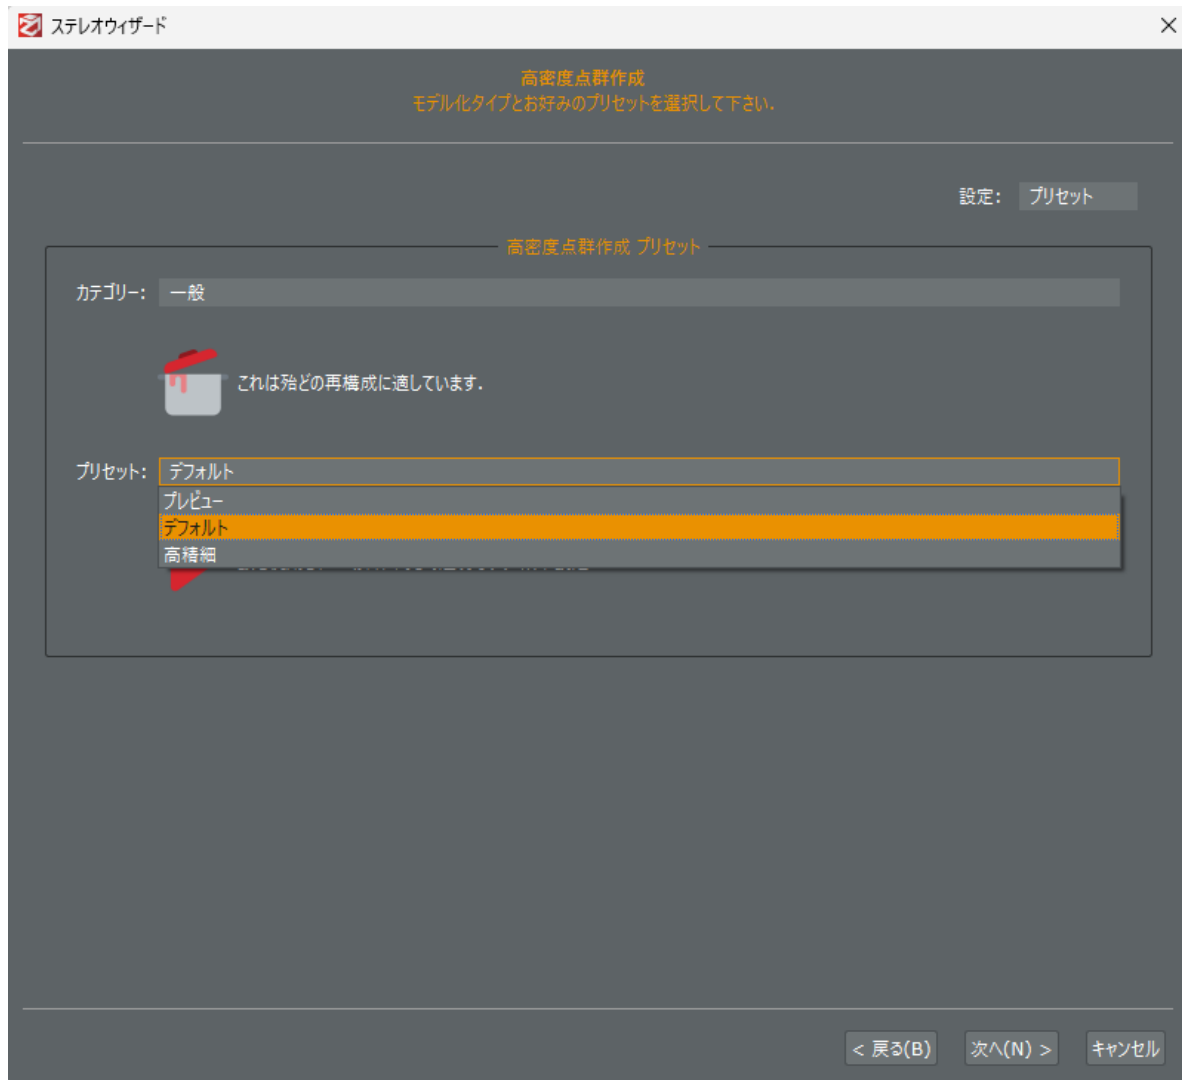 ステレオウィザード
高密度点群作成
モデル化タイプとお好みのプリセットを選択して下さい.
設定: プリセット
高密度点群作成 プリセット
カテゴリー: 一般
これは殆どの再構成に適しています.
プリセット: デフォルト
プレビュー
デフォルト
高精細
< 戻る(B) 次へ(N) > キャンセル